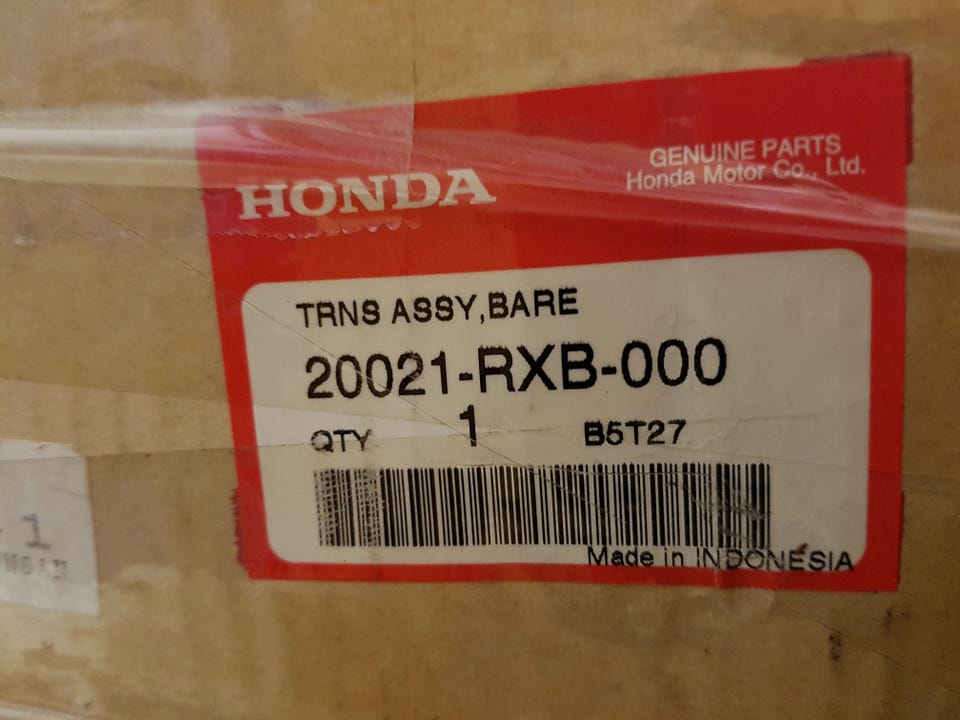 HONDA
GENUINE PARTS
Honda Motor Co., Ltd.
TRNS ASSY,BARE
20021-RXB-000
QTY 1 B5T27
Made in INDONESIA
1